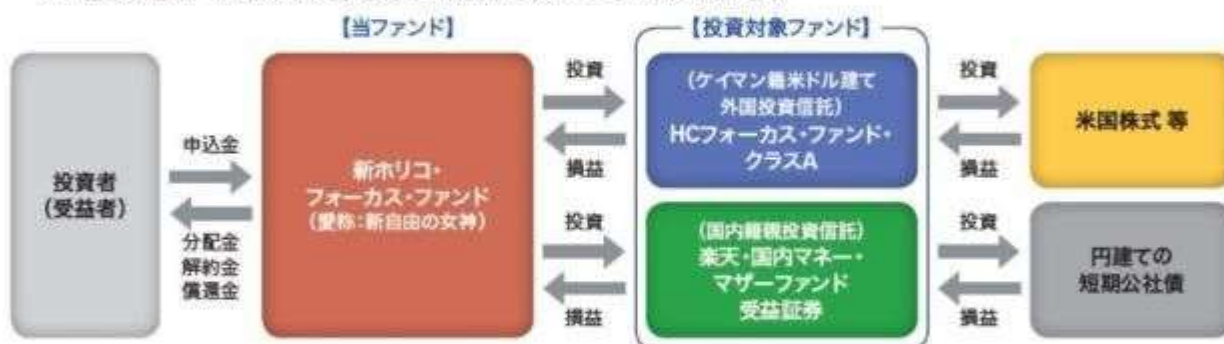 【当ファンド】
【投資対象ファンド】
投資者
(受益者)
申込金
分配金
解約金
償還金
新ホリコ・
フォーカス・ファンド
(愛称:新自由の女神)
投資
損益
投資
損益
(ケイマン籍米ドル建て
外国投資信託)
HCフォーカス・ファンド・
クラスA
(国内籍親投資信託)
楽天・国内マネー・
マザーファンド
受益証券
投資
損益
投資
損益
米国株式 等
円建ての
短期公社債